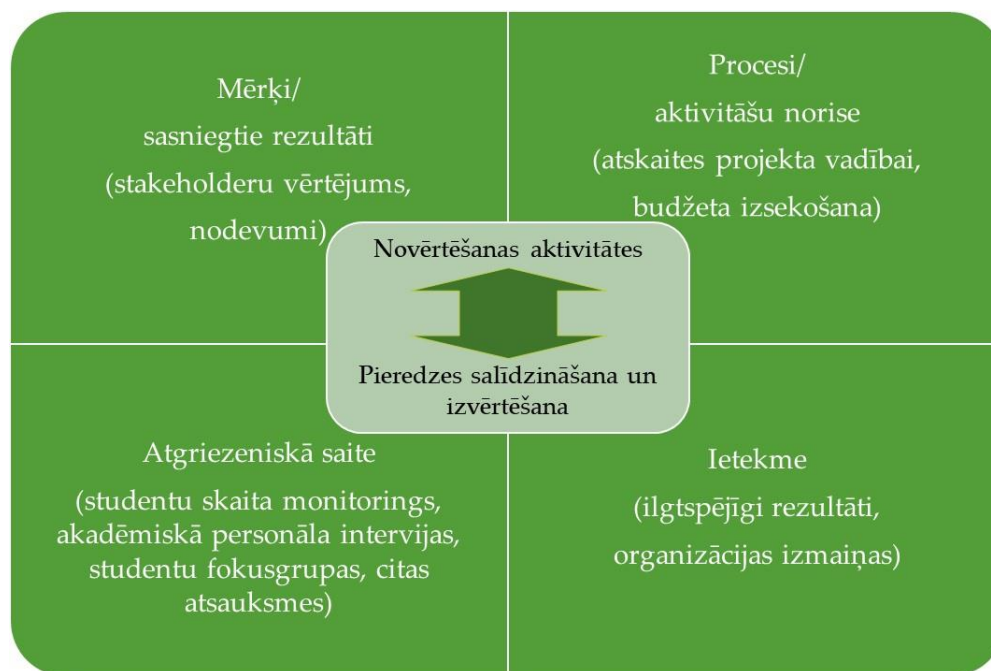 Mērķi/
sasniegtie rezultāti
(stakeholderu vērtējums,
nodevumi)
Procesi/
aktivitāšu norise
(atskaites projekta vadībai,
budžeta izsekošana)
Novērtēšanas aktivitātes
Pieredzes salīdzināšana un
izvērtēšana
Atgriezeniskā saite
(studentu skaita monitorings,
akadēmiskā personāla intervijas,
studentu fokusgrupas, citas
atsauksmes)
Ietekme
(ilgtspējīgi rezultāti,
organizācijas izmaiņas)